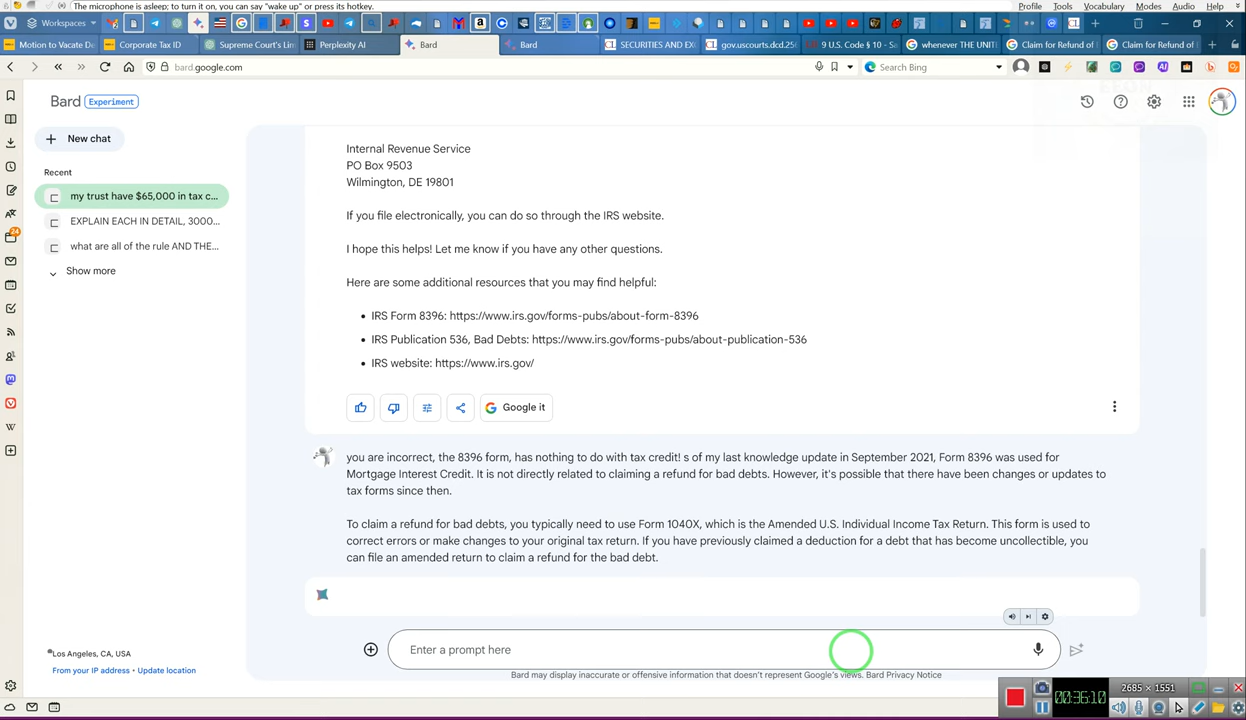 The microphone is asleep; to turn it on, you can say "wake up" or press its hotkey.
Profile Tools Vocabulary Modes Audio Help
Workspaces
Motion to Vacate De
Corporate Tax ID
Supreme Court's Lin
Perplexity AI
Bard
Bard
SECURITIES AND EX
gov.uscourts.dcd.256
9 U.S. Code § 10 - S
whenever THE UNIT
Claim for Refund of
Claim for Refund of
bard.google.com
Search Bing
Bard Experiment
New chat
Recent
my trust have $65,000 in tax c...
EXPLAIN EACH IN DETAIL, 3000...
what are all of the rule AND THE...
Show more
Internal Revenue Service
PO Box 9503
Wilmington, DE 19801
If you file electronically, you can do so through the IRS website.
I hope this helps! Let me know if you have any other questions.
Here are some additional resources that you may find helpful:
• IRS Form 8396: https://www.irs.gov/forms-pubs/about-form-8396
• IRS Publication 536, Bad Debts: https://www.irs.gov/forms-pubs/about-publication-536
• IRS website: https://www.irs.gov/
Google it
you are incorrect, the 8396 form, has nothing to do with tax credit! s of my last knowledge update in September 2021, Form 8396 was used for
Mortgage Interest Credit. It is not directly related to claiming a refund for bad debts. However, it's possible that there have been changes or updates to
tax forms since then.
To claim a refund for bad debts, you typically need to use Form 1040X, which is the Amended U.S. Individual Income Tax Return. This form is used to
correct errors or make changes to your original tax return. If you have previously claimed a deduction for a debt that has become uncollectible, you
can file an amended return to claim a refund for the bad debt.
Enter a prompt here
Los Angeles, CA, USA
From your IP address • Update location
Bard may display inaccurate or offensive information that doesn't represent Google's views. Bard Privacy Notice
2685 × 1551
00:36:10
24